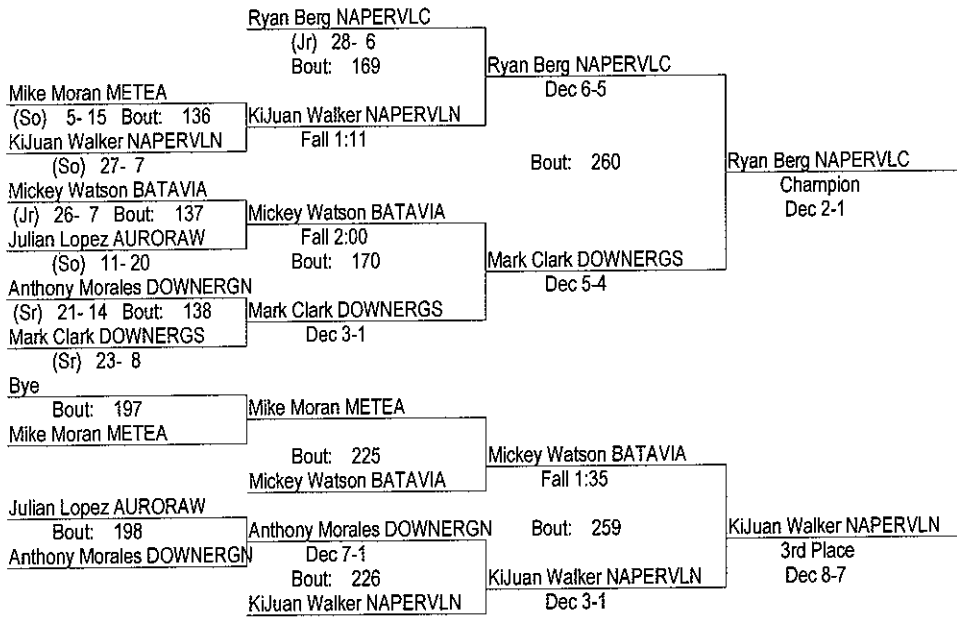 Ryan Berg NAPERVLC
(Jr) 28- 6
Bout: 169
Ryan Berg NAPERVLC
Dec 6-5
Mike Moran METEA
(So) 5- 15 Bout: 136
KiJuan Walker NAPERVLN
KiJuan Walker NAPERVLN
Fall 1:11
(So) 27- 7
Bout: 260
Ryan Berg NAPERVLC
Champion
Dec 2-1
Mickey Watson BATAVIA
(Jr) 26- 7 Bout: 137
Mickey Watson BATAVIA
Julian Lopez AURORAW
Fall 2:00
(So) 11- 20
Bout: 170
Mark Clark DOWNERGS
Dec 5-4
Anthony Morales DOWNERGN
(Sr) 21- 14 Bout: 138
Mark Clark DOWNERGS
Mark Clark DOWNERGS
Dec 3-1
(Sr) 23- 8
Bye
Bout: 197
Mike Moran METEA
Mike Moran METEA
Bout: 225
Mickey Watson BATAVIA
Mickey Watson BATAVIA
Fall 1:35
Julian Lopez AURORAW
Bout: 198
Anthony Morales DOWNERGN
Bout: 259
KiJuan Walker NAPERVLN
Anthony Morales DOWNERGN
Dec 7-1
3rd Place
Dec 8-7
Bout: 226
KiJuan Walker NAPERVLN
KiJuan Walker NAPERVLN
Dec 3-1